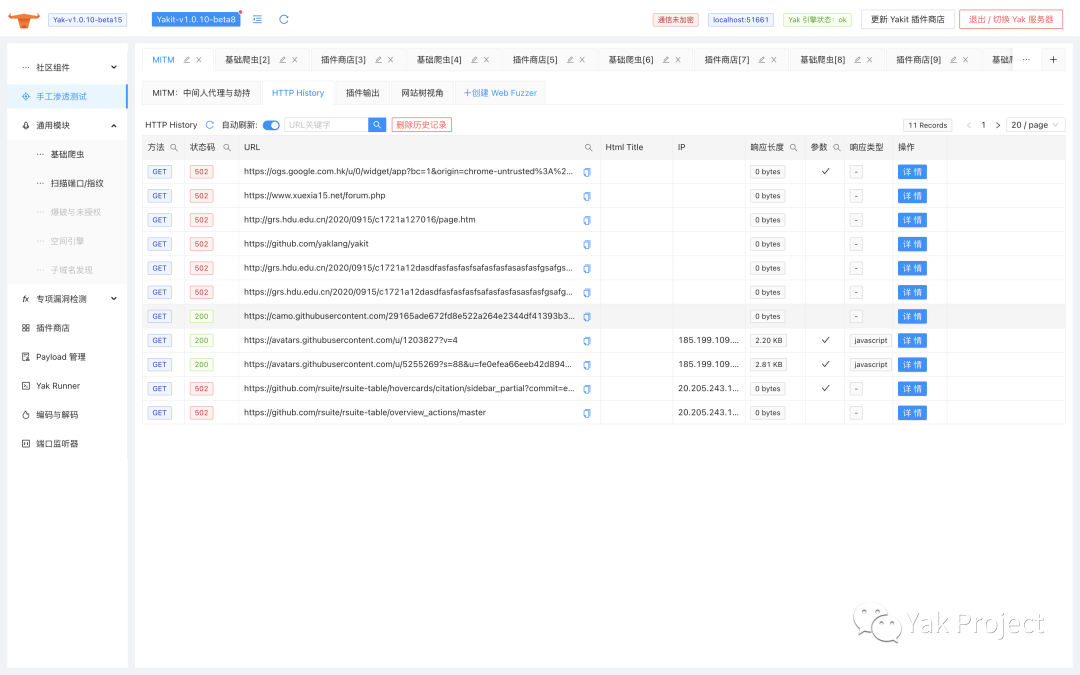 Yak-v1.0.10-beta15 Yakit-v1.0.10-beta8 通信未加密 localhost:51661 Yak 引擎状态: ok 更新 Yakit 插件商店 退出 / 切换 Yak 服务器
社区组件
手工渗透测试
通用模块
基础爬虫
扫描端口/指纹
爆破与未授权
空间引擎
子域名发现
专项漏洞检测
插件商店
Payload 管理
Yak Runner
编码与解码
端口监听器
MITM 基础爬虫[2] 插件商店[3] 基础爬虫[4] 插件商店[5] 基础爬虫[6] 插件商店[7] 基础爬虫[8] 插件商店[9] 基础 ··· +
MITM: 中间人代理与劫持 HTTP History 插件输出 网站树视角 +创建 Web Fuzzer
HTTP History 自动刷新: URL关键字 删除历史记录 11 Records < 1 > 20 / page
方法 状态码 URL Html Title IP 响应长度 参数 响应类型 操作
GET 502 https://ogs.google.com.hk/u/0/widget/app?bc=1&origin=chrome-untrusted%3A%2... 0 bytes - 详 情
GET 502 https://www.xuexia15.net/forum.php 0 bytes - 详 情
GET 502 http://grs.hdu.edu.cn/2020/0915/c1721a127016/page.htm 0 bytes - 详 情
GET 502 https://github.com/yaklang/yakit 0 bytes - 详 情
GET 502 http://grs.hdu.edu.cn/2020/0915/c1721a12dasdfasfasfasfsafasfasfasasfasfgsafgs... 0 bytes - 详 情
GET 502 https://grs.hdu.edu.cn/2020/0915/c1721a12dasdfasfasfasfsafasfasfasasfasfgsafg... 0 bytes - 详 情
GET 200 https://camo.githubusercontent.com/29165ade672fd8e522a264e2344df41393b3... 0 bytes - 详 情
GET 200 https://avatars.githubusercontent.com/u/1203827?v=4 185.199.109.... 2.20 KB javascript 详 情
GET 200 https://avatars.githubusercontent.com/u/5255269?s=88&u=fe0efea66eeb42d894... 185.199.109.... 2.81 KB javascript 详 情
GET 502 https://github.com/rsuite/rsuite-table/hovercards/citation/sidebar_partial?commit=e... 20.205.243.1... 0 bytes - 详 情
GET 502 https://github.com/rsuite/rsuite-table/overview_actions/master 20.205.243.1... 0 bytes - 详 情
Yak Project